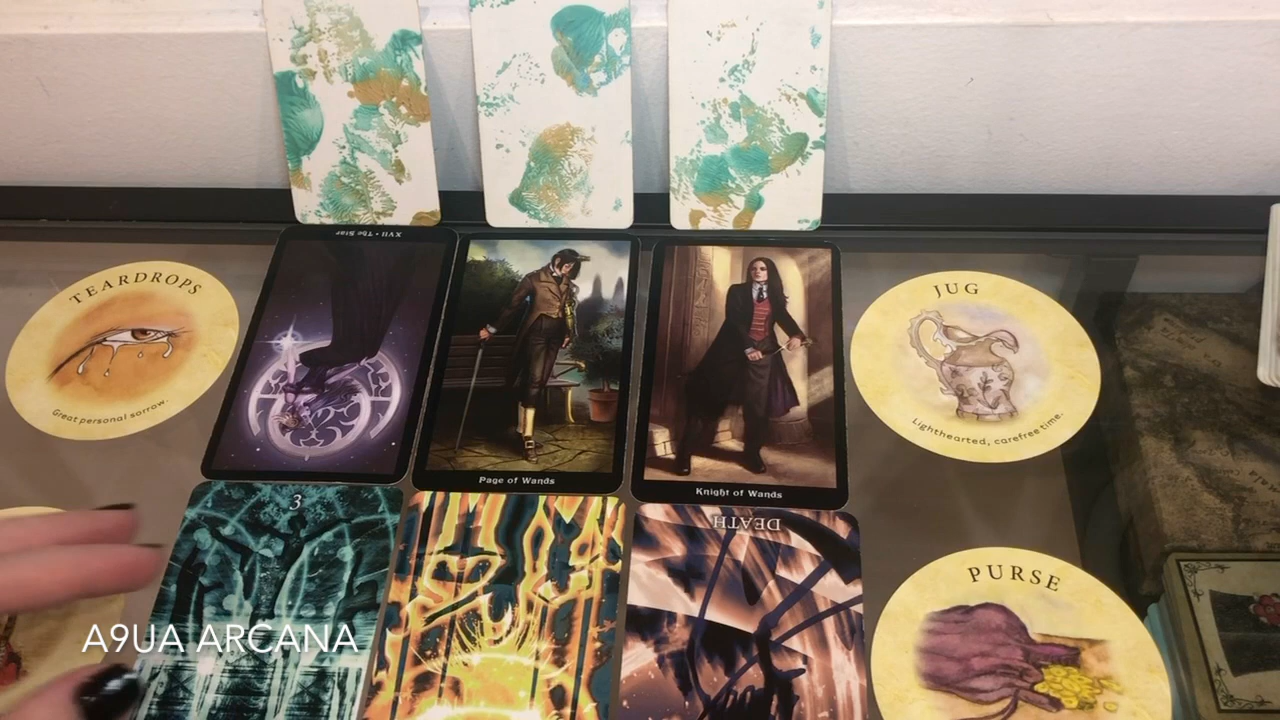 XVII • The Star
TEARDROPS
Great personal sorrow.
JUG
Lighthearted, carefree time.
Page of Wands
Knight of Wands
3
DEATH
PURSE
A9UA ARCANA